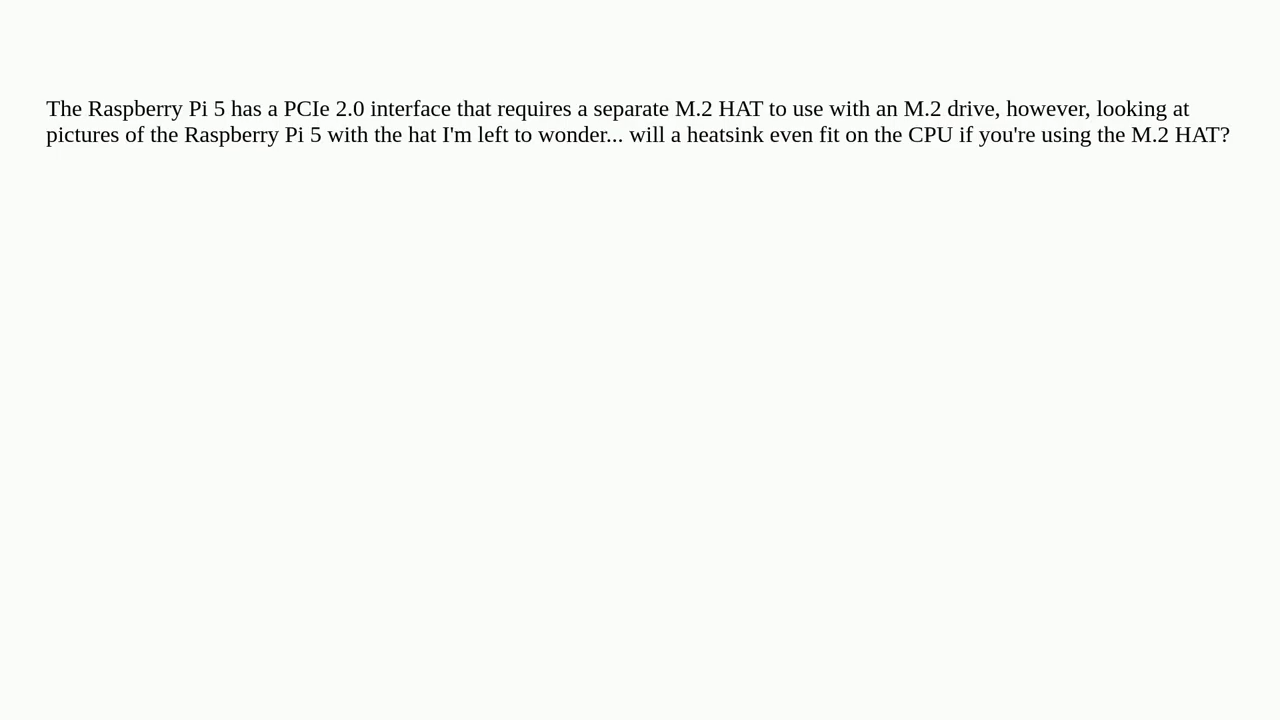 The Raspberry Pi 5 has a PCIe 2.0 interface that requires a separate M.2 HAT to use with an M.2 drive, however, looking at
pictures of the Raspberry Pi 5 with the hat I'm left to wonder... will a heatsink even fit on the CPU if you're using the M.2 HAT?